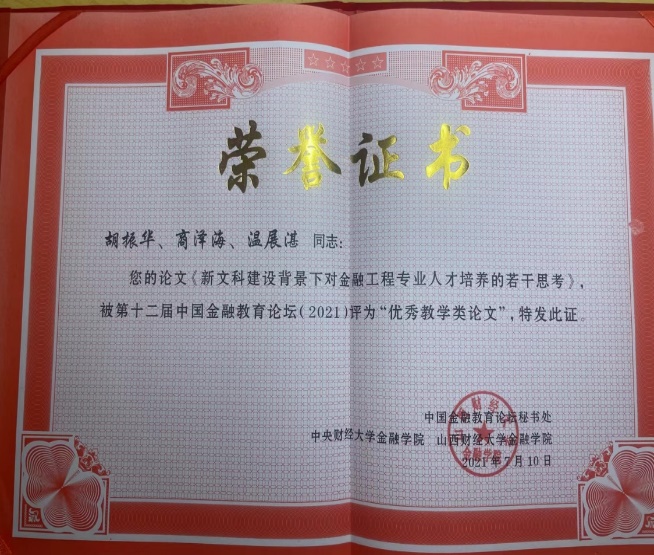 荣誉证书
胡振华、商泽海、温展湛 同志：
您的论文《新文科建设背景下对金融工程专业人才培养的若干思考》，
被第十二届中国金融教育论坛(2021)评为“优秀教学类论文”，特发此证。
中国金融教育论坛秘书处
中央财经大学金融学院 山西财经大学金融学院
2021年7月10日
金融学院